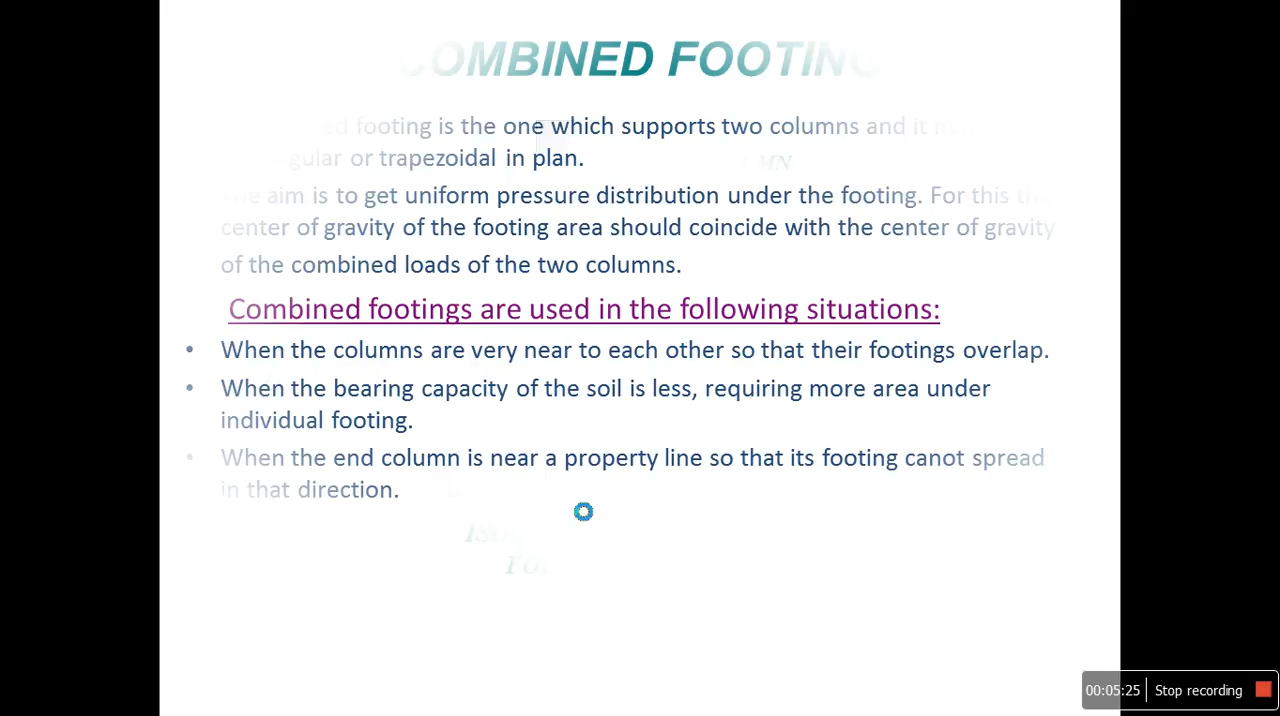 COMBINED FOOTING
footing is the one which supports two columns and it
or trapezoidal in plan.
The aim is to get uniform pressure distribution under the footing. For this the
center of gravity of the footing area should coincide with the center of gravity
of the combined loads of the two columns.
Combined footings are used in the following situations:
• When the columns are very near to each other so that their footings overlap.
• When the bearing capacity of the soil is less, requiring more area under
individual footing.
• When the end column is near a property line so that its footing canot spread
in that direction.
00:05:25 Stop recording